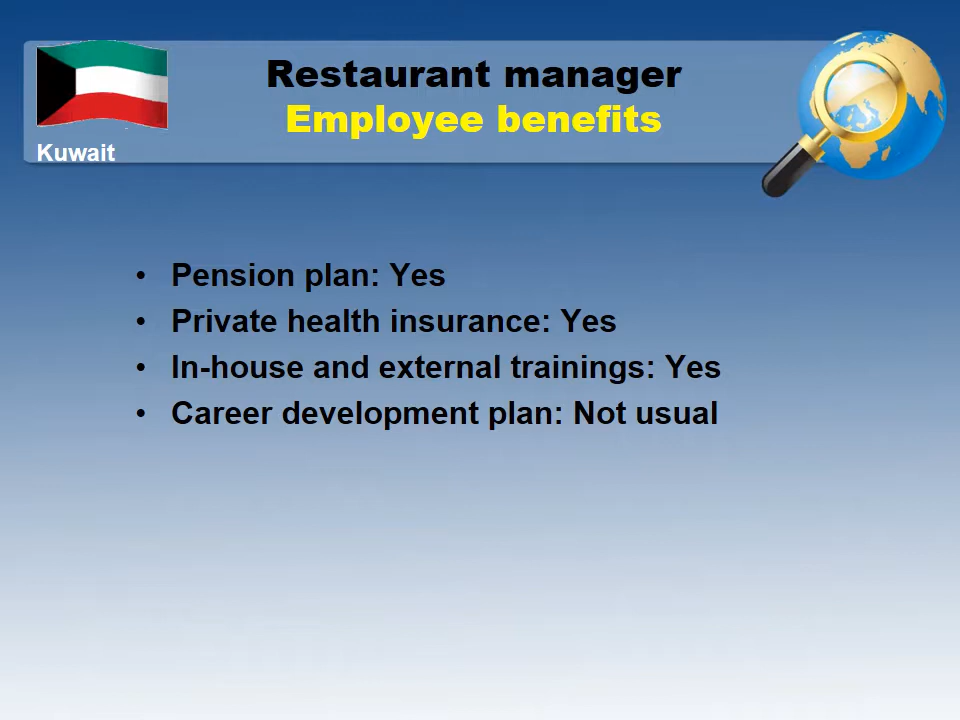 Restaurant manager
Employee benefits
Kuwait
• Pension plan: Yes
• Private health insurance: Yes
• In-house and external trainings: Yes
• Career development plan: Not usual